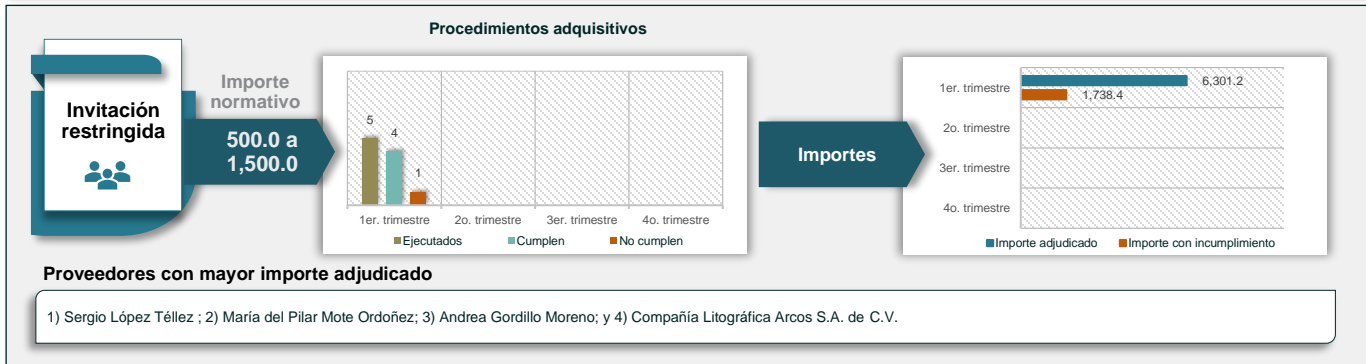 Procedimientos adquisitivos
Invitación
restringida
Importe
normativo
500.0 a
1,500.0
5
4
1
1er. trimestre 2o. trimestre 3er. trimestre 4o. trimestre
Ejecutados Cumplen No cumplen
Importes
1er. trimestre
6,301.2
1,738.4
2o. trimestre
3er. trimestre
4o. trimestre
Importe adjudicado Importe con incumplimiento
Proveedores con mayor importe adjudicado
1) Sergio López Téllez ; 2) María del Pilar Mote Ordoñez; 3) Andrea Gordillo Moreno; y 4) Compañía Litográfica Arcos S.A. de C.V.